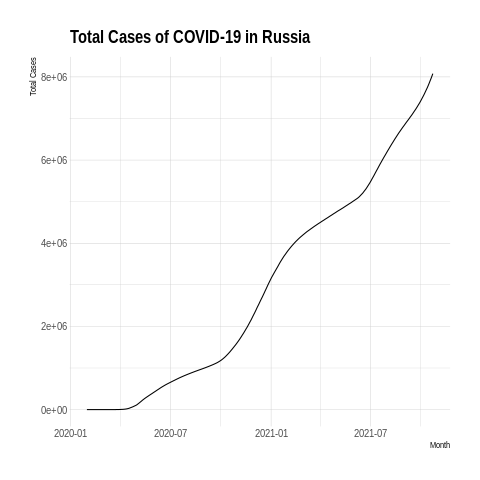 Total Cases of COVID-19 in Russia
Total Cases
8e+06
6e+06
4e+06
2e+06
0e+00
2020-01 2020-07 2021-01 2021-07
Month